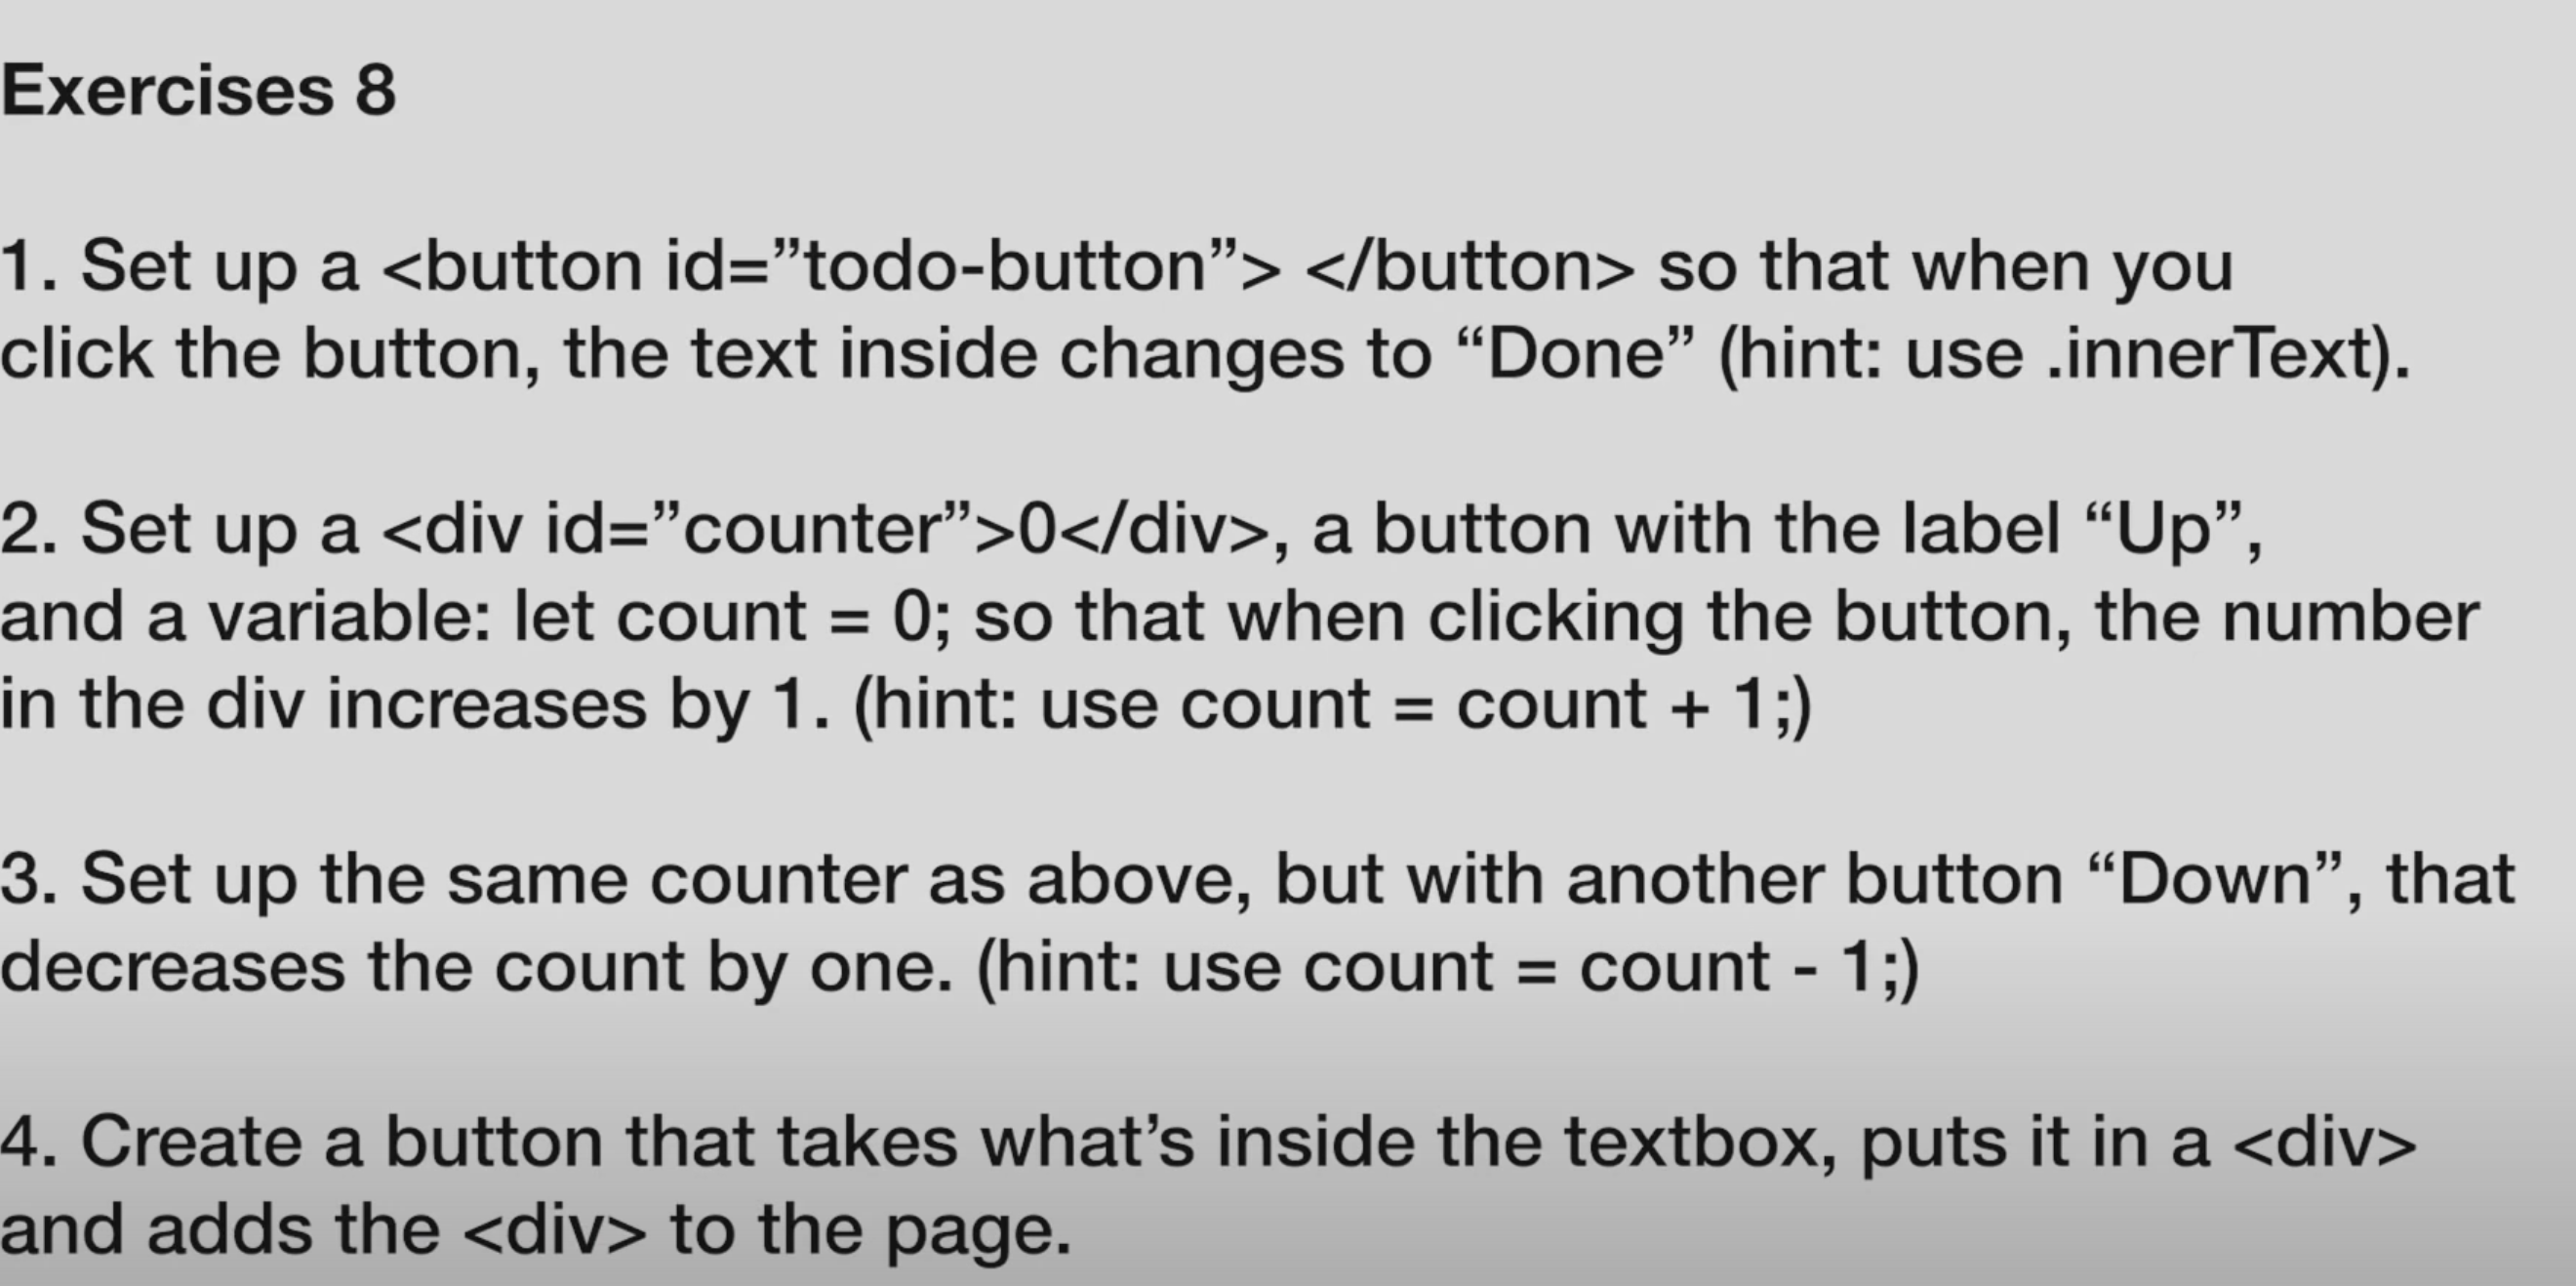 Exercises 8
1. Set up a <button id=”todo-button”> </button> so that when you
click the button, the text inside changes to “Done” (hint: use .innerText).
2. Set up a <div id=”counter”>0</div>, a button with the label “Up”,
and a variable: let count = 0; so that when clicking the button, the number
in the div increases by 1. (hint: use count = count + 1;)
3. Set up the same counter as above, but with another button “Down”, that
decreases the count by one. (hint: use count = count - 1;)
4. Create a button that takes what’s inside the textbox, puts it in a <div>
and adds the <div> to the page.